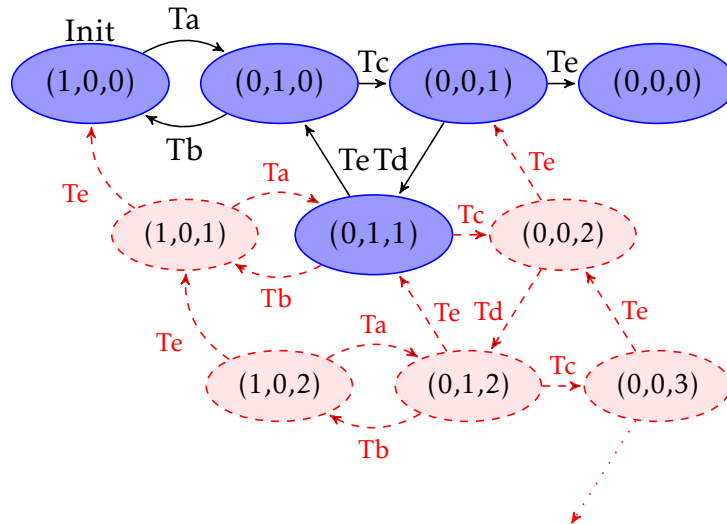 Init
Ta
(1,0,0)
(0,1,0)
Tc
(0,0,1)
Te
(0,0,0)
Tb
Te
Td
Te
Te
Ta
(1,0,1)
(0,1,1)
Tc
(0,0,2)
Tb
Te
Ta
Te
Td
Te
(1,0,2)
(0,1,2)
Tc
(0,0,3)
Tb